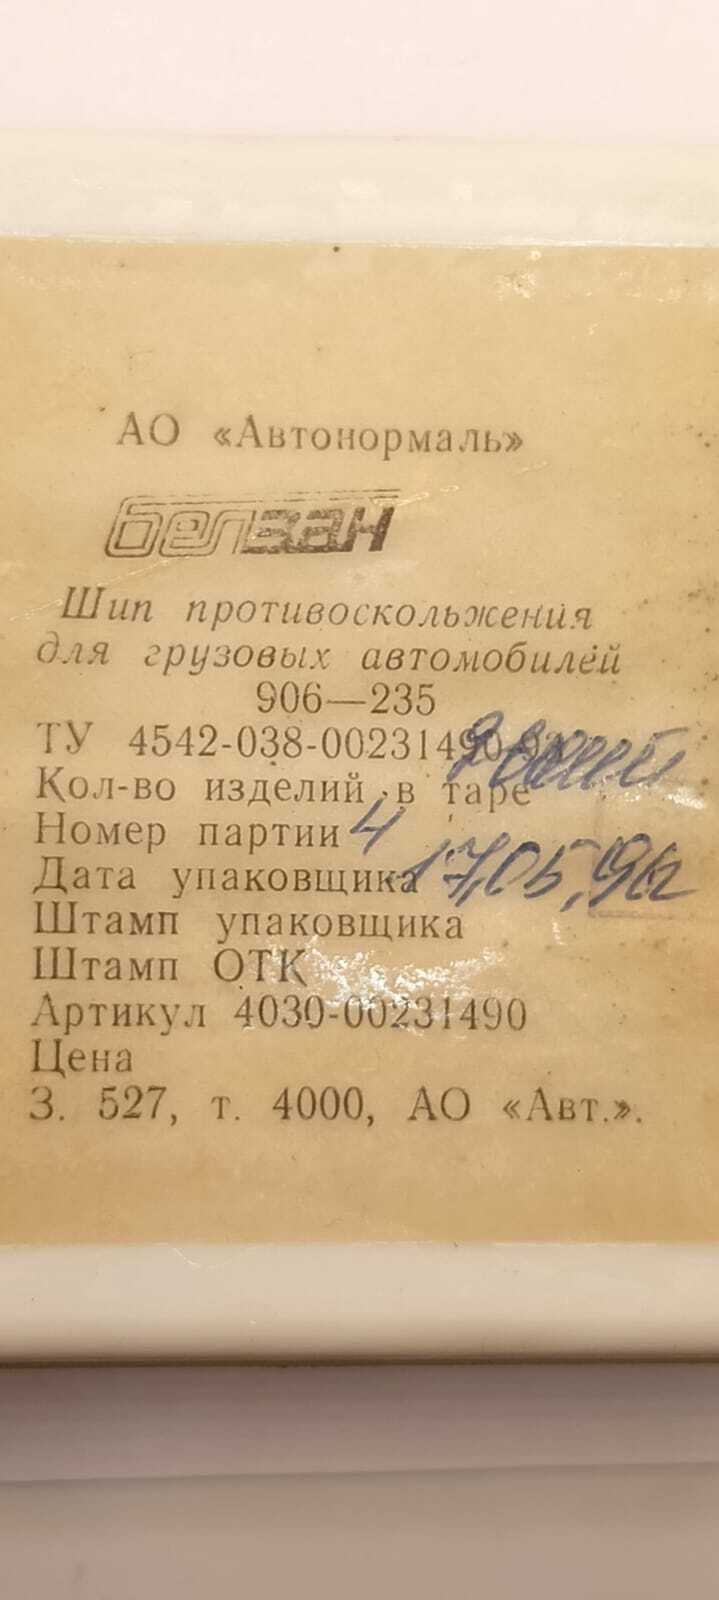 АО «Автонормаль»
белзан
Шип противоскольжения
для грузовых автомобилей
906—235
ТУ 4542-038-00231490-
Кол-во изделий в таре
Номер партии 4
Дата упаковщика 17,05,
Штамп упаковщика
Штамп ОТК
Артикул 4030-00231490
Цена
З. 527, т. 4000, АО «Авт.».